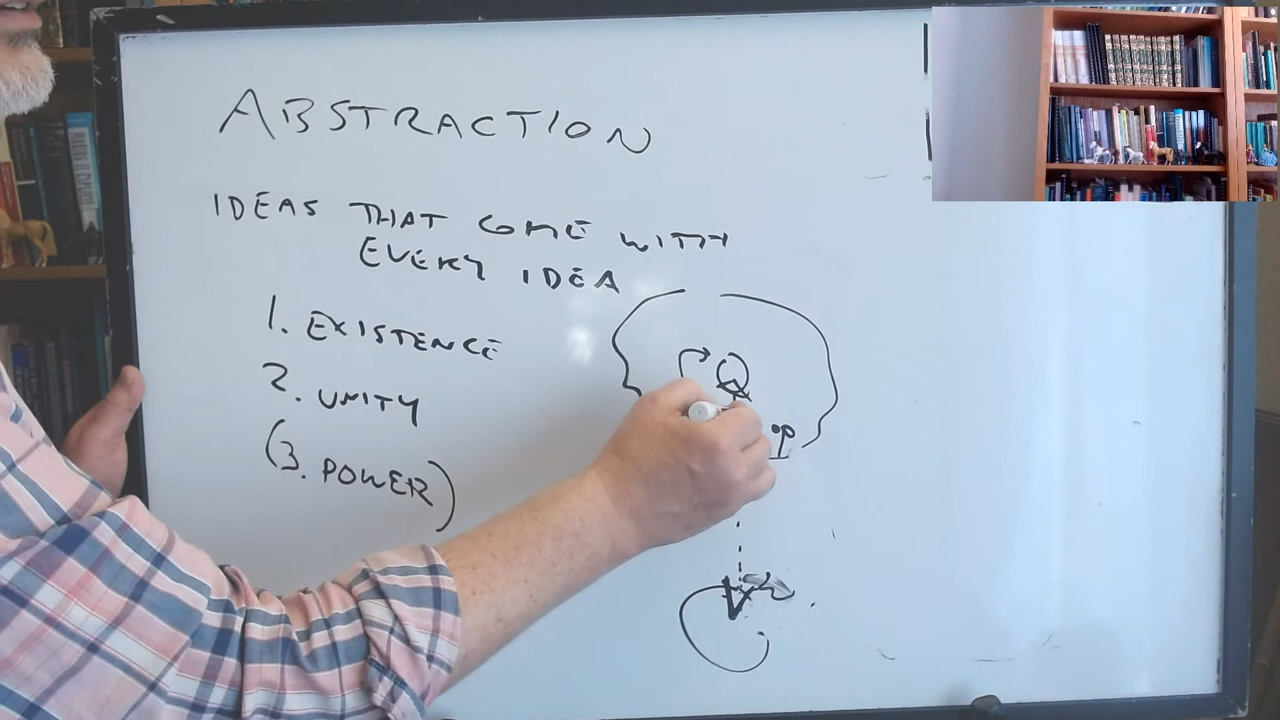 ABSTRACTION
IDEAS THAT COME WITH
EVERY IDEA
1. EXISTENCE
2. UNITY
(3. POWER)